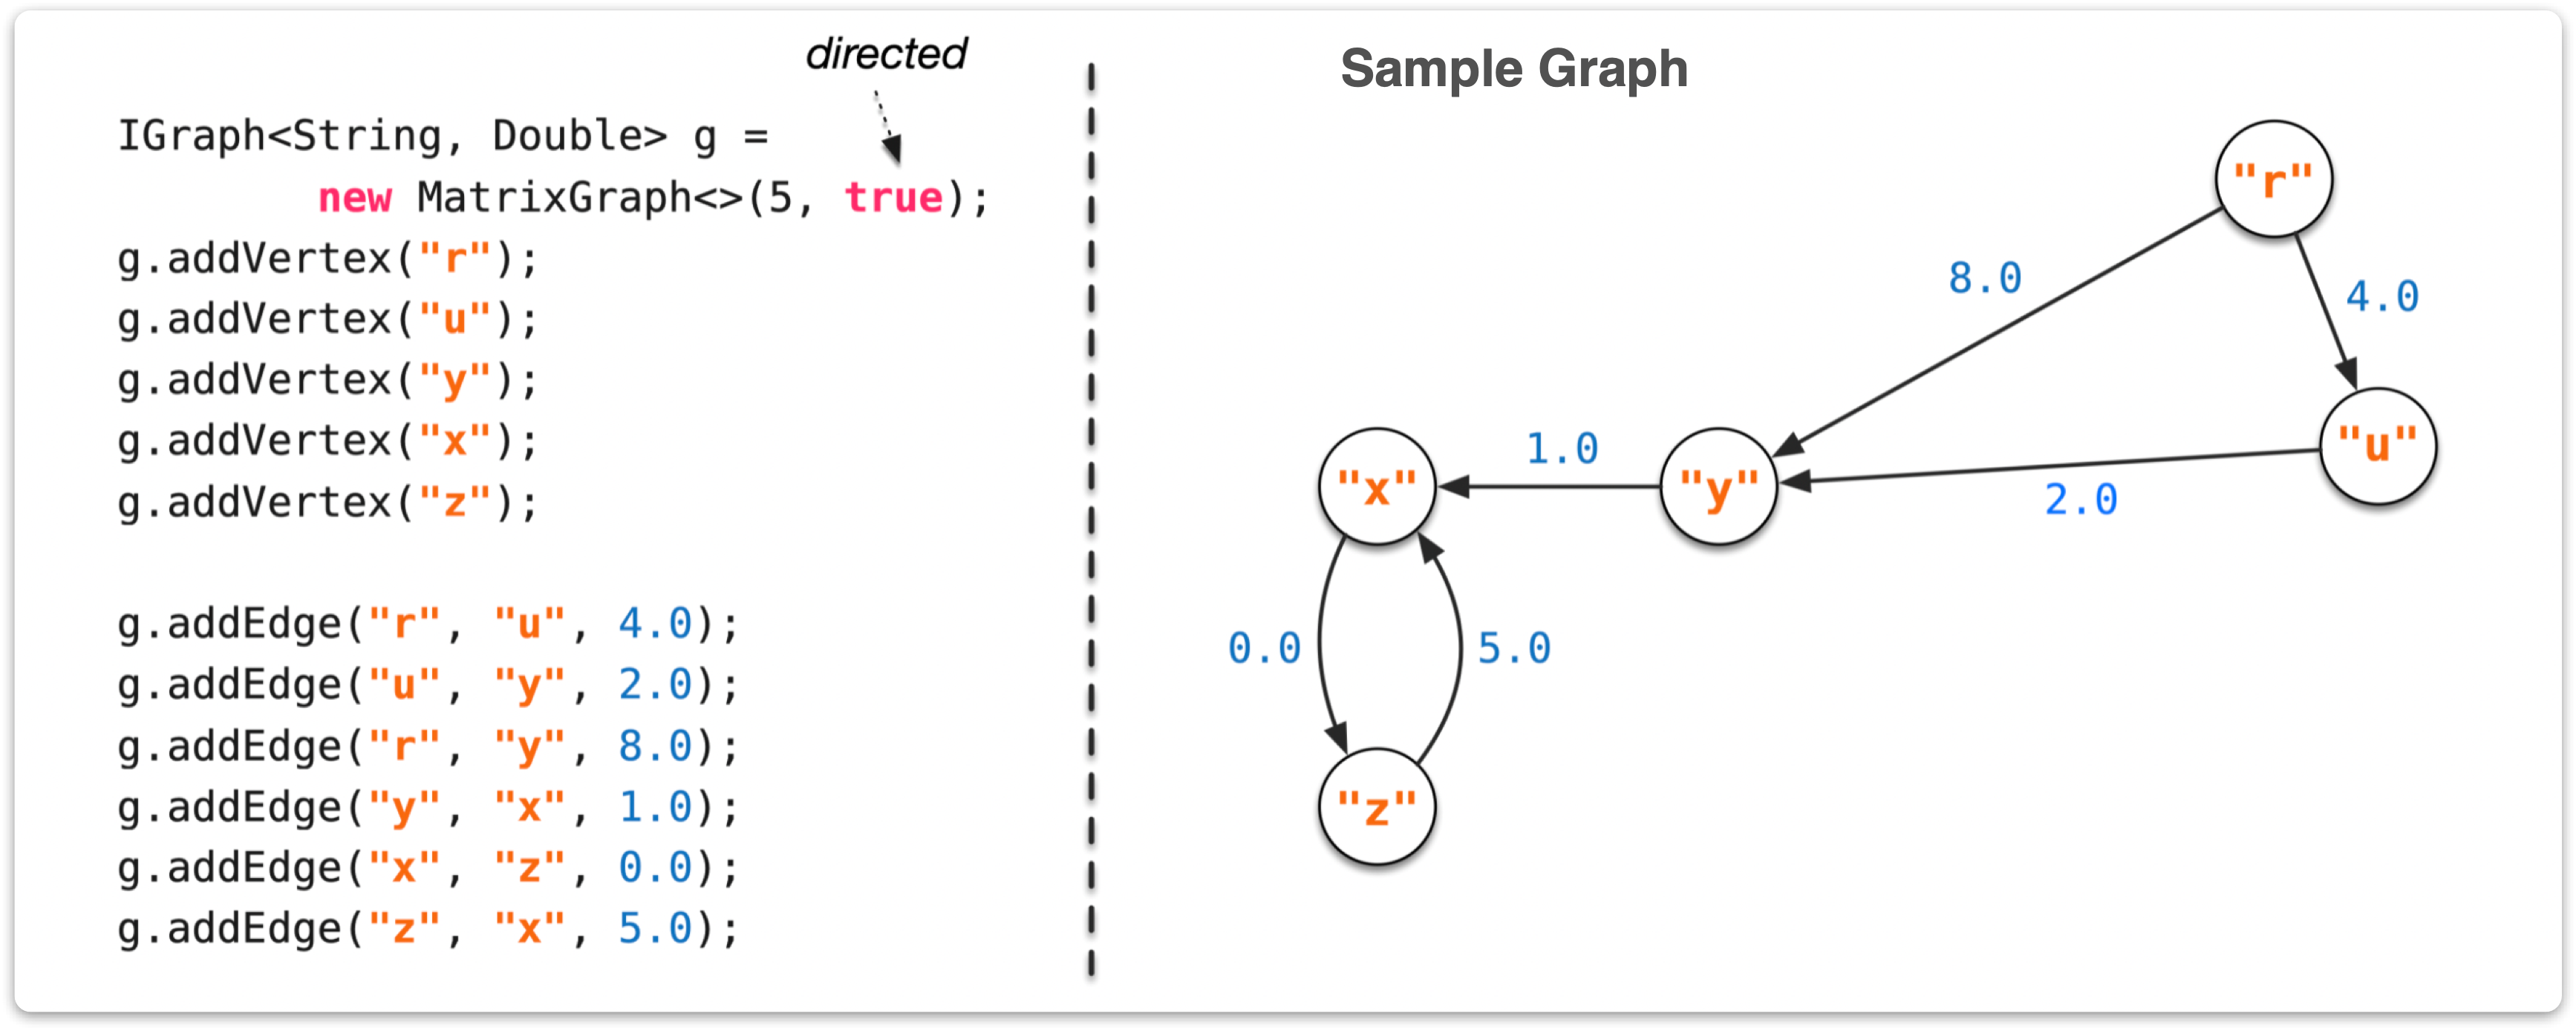 directed
IGraph<String, Double> g =
new MatrixGraph<>(5, true);
g.addVertex("r");
g.addVertex("u");
g.addVertex("y");
g.addVertex("x");
g.addVertex("z");
g.addEdge("r", "u", 4.0);
g.addEdge("u", "y", 2.0);
g.addEdge("r", "y", 8.0);
g.addEdge("y", "x", 1.0);
g.addEdge("x", "z", 0.0);
g.addEdge("z", "x", 5.0);
Sample Graph
"r"
8.0
4.0
"x"
1.0
"y"
2.0
"u"
0.0
5.0
"z"